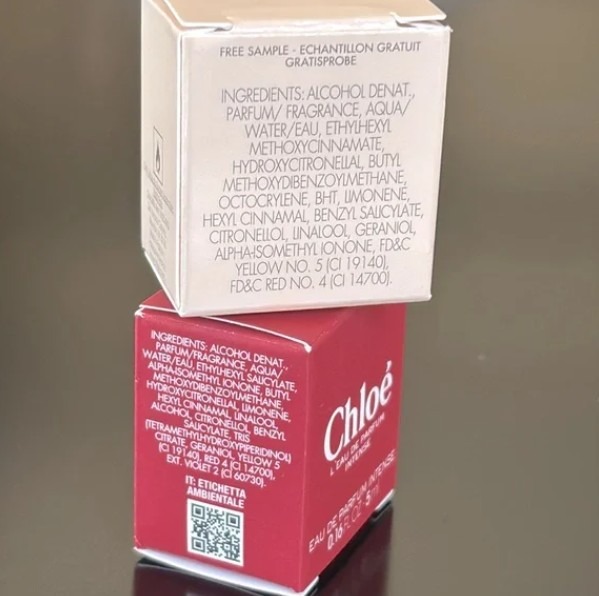 FREE SAMPLE - ECHANTILLON GRATUIT
GRATISPROBE
INGREDIENTS: ALCOHOL DENAT.,
PARFUM/ FRAGRANCE, AQUA/
WATER/EAU, ETHYLHEXYL
METHOXYCINNAMATE,
HYDROXYCITRONELLAL, BUTYL
METHOXYDIBENZOYLMETHANE,
OCTOCRYLENE, BHT, LIMONENE,
HEXYL CINNAMAL, BENZYL SALICYLATE,
CITRONELLOL, LINALOOL, GERANIOL,
ALPHA-ISOMETHYL IONONE, FD&C
YELLOW NO. 5 (CI 19140),
FD&C RED NO. 4 (CI 14700).
INGREDIENTS: ALCOHOL DENAT.,
PARFUM/FRAGRANCE, AQUA/
WATER/EAU, ETHYLHEXYL SALICYLATE,
ALPHA-ISOMETHYL IONONE, BUTYL
METHOXYDIBENZOYLMETHANE,
HYDROXYCITRONELLAL, LIMONENE,
HEXYL CINNAMAL, LINALOOL,
ALCOHOL, CITRONELLOL, BENZYL
SALICYLATE, TRIS
(TETRAMETHYLHYDROXYPIPERIDINOL)
CITRATE, GERANIOL, YELLOW 5
(CI 19140), RED 4 (CI 14700),
EXT. VIOLET 2 (CI 60730).
IT: ETICHETTA
AMBIENTALE
Chloé
L'EAU DE PARFUM
INTENSE
EAU DE PARFUM INTENSE
0.16 FL. OZ. 5